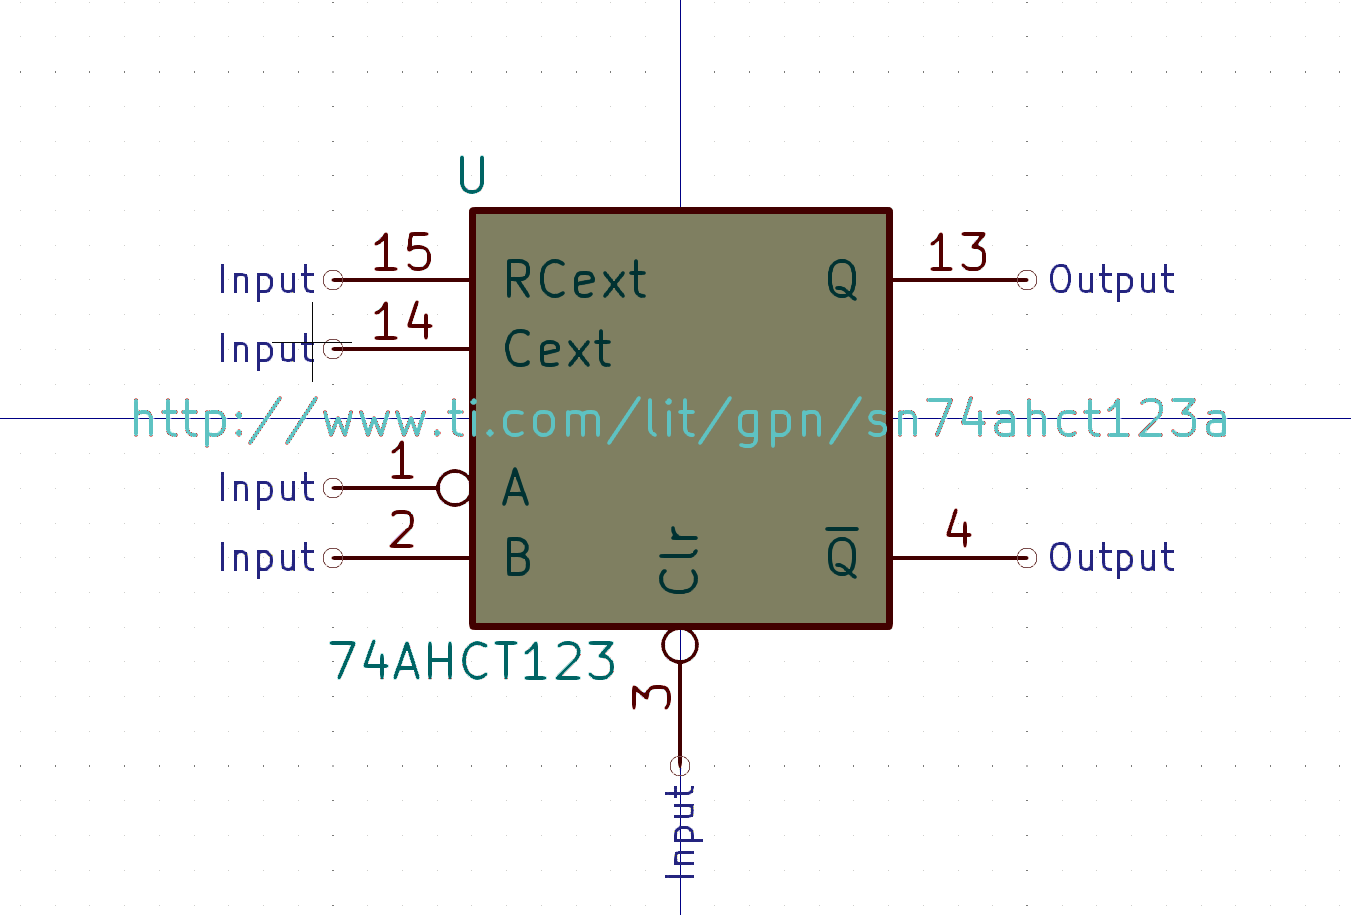 U
15
Input RCext Q 13 Output
14
Input Cext
http://www.ti.com/lit/gpn/sn74ahct123a
1
Input A
2
Input B Clr Q̅ 4 Output
74AHCT123
3
Input